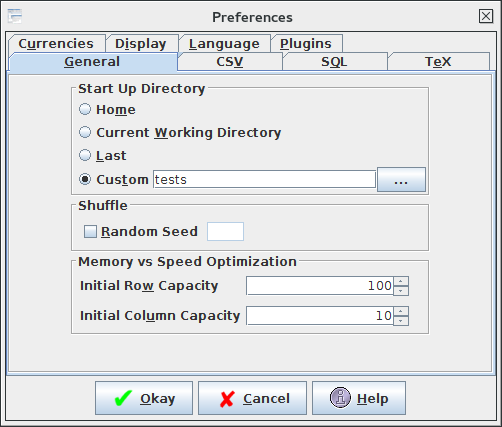 Preferences
Currencies Display Language Plugins
General CSV SQL TeX
Start Up Directory
Home
Current Working Directory
Last
Custom tests ...
Shuffle
Random Seed
Memory vs Speed Optimization
Initial Row Capacity 100
Initial Column Capacity 10
Okay Cancel Help